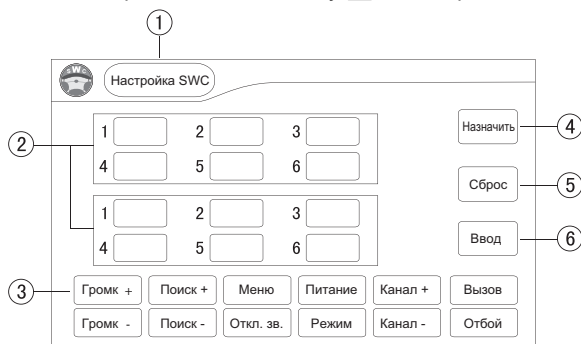 1
SWC
Настройка SWC
2
1 2 3
4 5 6
1 2 3
4 5 6
Назначить 4
Сброс 5
Ввод 6
3
Громк + Поиск + Меню Питание Канал + Вызов
Громк - Поиск - Откл. зв. Режим Канал - Отбой